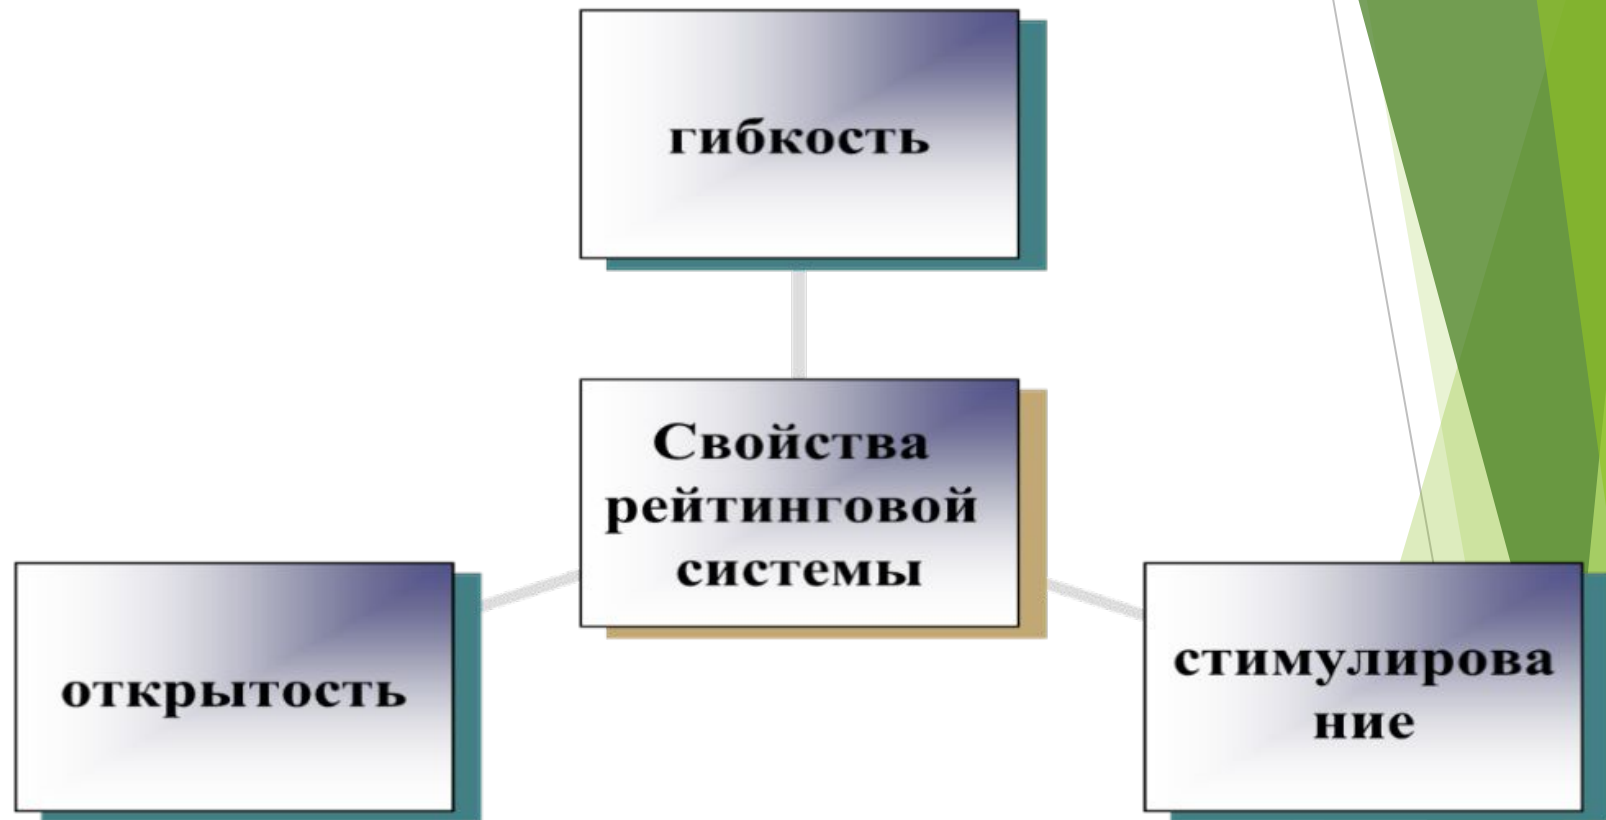 гибкость
Свойства
рейтинговой
системы
открытость
стимулирова
ние